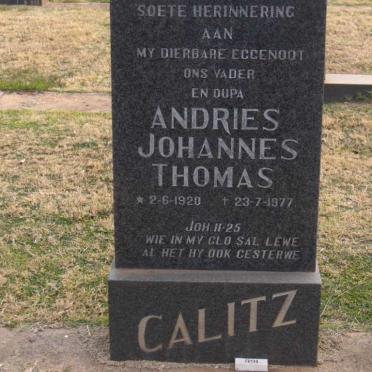 SOETE HERINNERING
AAN
MY DIERBARE EGGENOOT
ONS VADER
EN OUPA
ANDRIES
JOHANNES
THOMAS
* 2-6-1920 † 23-7-1977
JOH 11-25
WIE IN MY GLO SAL LEWE
AL HET HY OOK GESTERWE
CALITZ